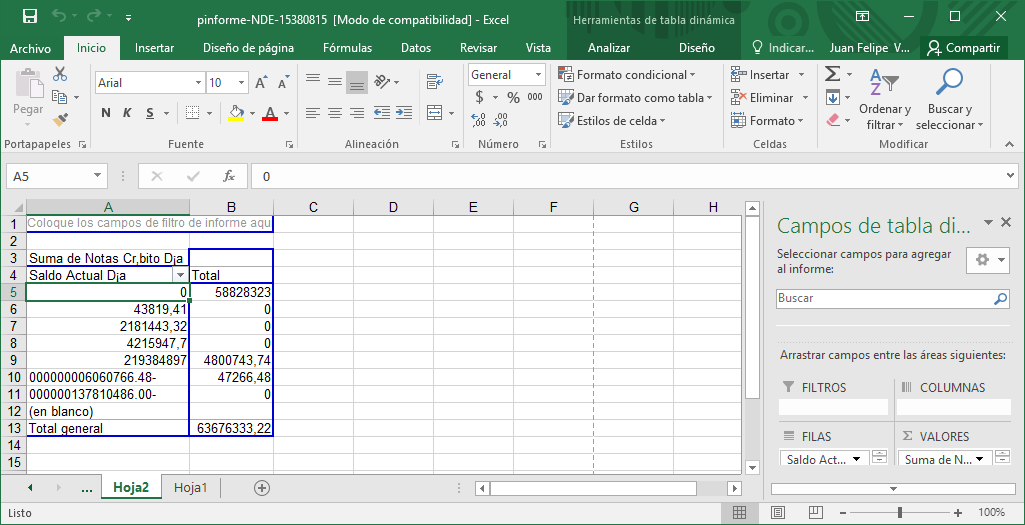 pinforme-NDE-15380815 [Modo de compatibilidad] - Excel
Herramientas de tabla dinámica
Archivo Inicio Insertar Diseño de página Fórmulas Datos Revisar Vista Analizar Diseño Indicar... Juan Felipe V... Compartir
Pegar
Portapapeles
Arial 10
N K S
Fuente
Alineación
General
$ % 000
Número
Formato condicional
Dar formato como tabla
Estilos de celda
Estilos
Insertar
Eliminar
Formato
Celdas
Ordenar y filtrar
Buscar y seleccionar
Modificar
A5 fx 0
A B C D E F G H
1 Coloque los campos de filtro de informe aqu
2
3 Suma de Notas Cr‚bito D¡a
4 Saldo Actual D¡a Total
5 0 58828323
6 43819,41 0
7 2181443,32 0
8 4215947,7 0
9 219384897 4800743,74
10 000000006060766.48- 47266,48
11 000000137810486.00- 0
12 (en blanco)
13 Total general 63676333,22
14
15
Campos de tabla di...
Seleccionar campos para agregar
al informe:
Buscar
Arrastrar campos entre las áreas siguientes:
FILTROS COLUMNAS
FILAS Σ VALORES
Saldo Act... Suma de N...
... Hoja2 Hoja1
Listo 100%